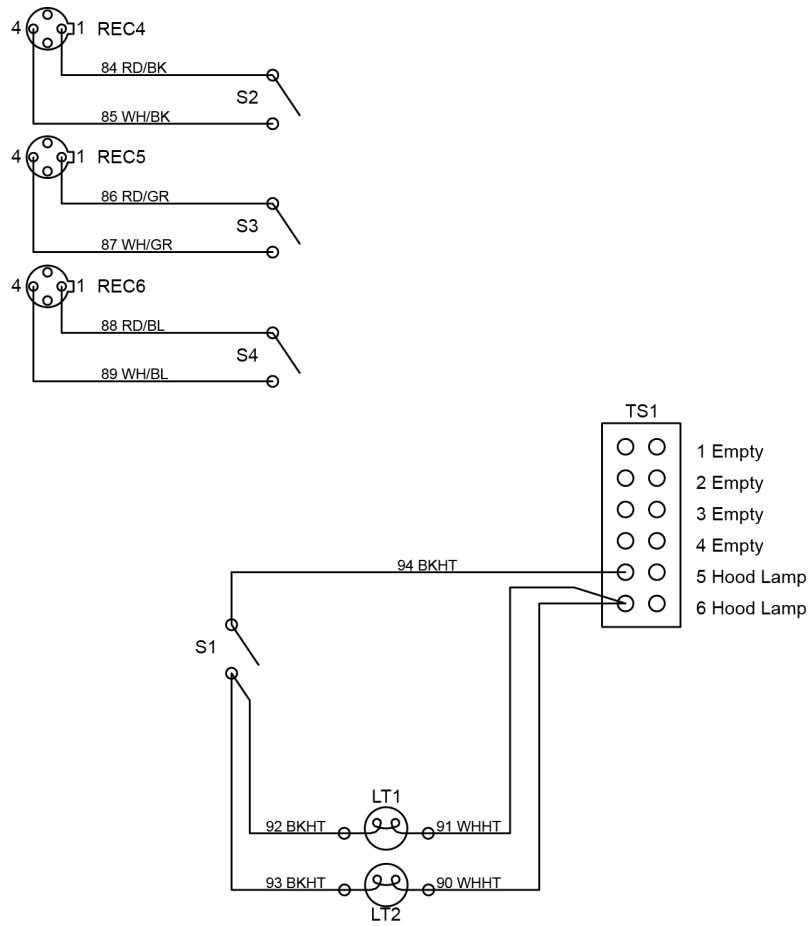 4 1 REC4
84 RD/BK
S2
85 WH/BK
4 1 REC5
86 RD/GR
S3
87 WH/GR
4 1 REC6
88 RD/BL
S4
89 WH/BL
TS1
1 Empty
2 Empty
3 Empty
4 Empty
94 BKHT
5 Hood Lamp
6 Hood Lamp
S1
LT1
92 BKHT 91 WHHT
93 BKHT 90 WHHT
LT2